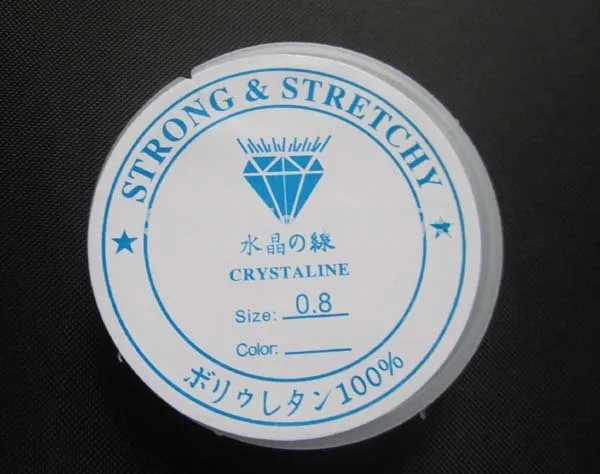 STRONG & STRETCHY
水晶の線
CRYSTALINE
Size: 0.8
Color:
ポリゥレタン100%